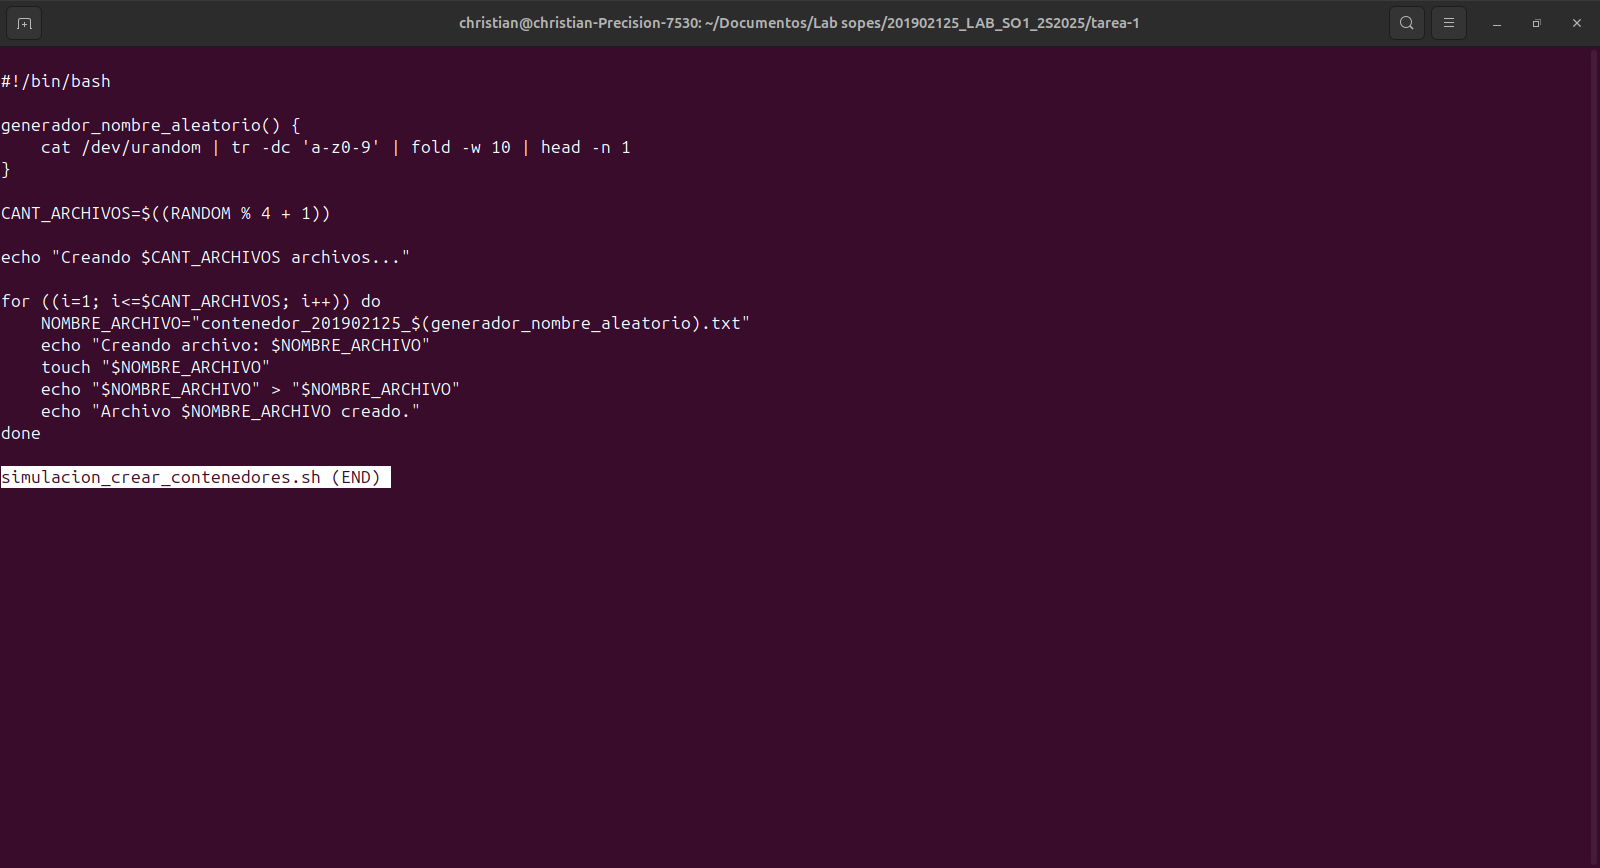 christian@christian-Precision-7530: ~/Documentos/Lab sopes/201902125_LAB_SO1_2S2025/tarea-1
#!/bin/bash
generador_nombre_aleatorio() {
    cat /dev/urandom | tr -dc 'a-z0-9' | fold -w 10 | head -n 1
}
CANT_ARCHIVOS=$((RANDOM % 4 + 1))
echo "Creando $CANT_ARCHIVOS archivos..."
for ((i=1; i<=$CANT_ARCHIVOS; i++)) do
    NOMBRE_ARCHIVO="contenedor_201902125_$(generador_nombre_aleatorio).txt"
    echo "Creando archivo: $NOMBRE_ARCHIVO"
    touch "$NOMBRE_ARCHIVO"
    echo "$NOMBRE_ARCHIVO" > "$NOMBRE_ARCHIVO"
    echo "Archivo $NOMBRE_ARCHIVO creado."
done
simulacion_crear_contenedores.sh (END)